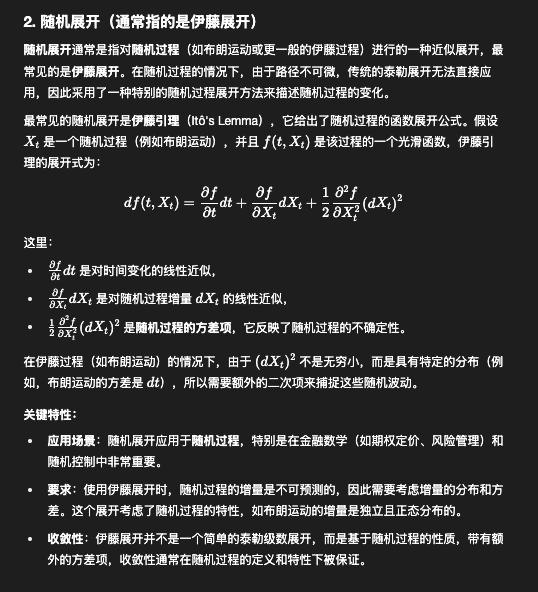 2. 随机展开（通常指的是伊藤展开）
随机展开通常是指对随机过程（如布朗运动或更一般的伊藤过程）进行的一种近似展开，最
常见的是伊藤展开。在随机过程的情况下，由于路径不可微，传统的泰勒展开无法直接应
用，因此采用了一种特别的随机过程展开方法来描述随机过程的变化。
最常见的随机展开是伊藤引理（Itô's Lemma），它给出了随机过程的函数展开公式。假设
$X_t$ 是一个随机过程（例如布朗运动），并且 $f(t, X_t)$ 是该过程的一个光滑函数，伊藤引
理的展开式为：
$df(t, X_t) = \frac{\partial f}{\partial t}dt + \frac{\partial f}{\partial X_t}dX_t + \frac{1}{2}\frac{\partial^2 f}{\partial X_t^2}(dX_t)^2$
这里：
• $\frac{\partial f}{\partial t}dt$ 是对时间变化的线性近似，
• $\frac{\partial f}{\partial X_t}dX_t$ 是对随机过程增量 $dX_t$ 的线性近似，
• $\frac{1}{2}\frac{\partial^2 f}{\partial X_t^2}(dX_t)^2$ 是随机过程的方差项，它反映了随机过程的不确定性。
在伊藤过程（如布朗运动）的情况下，由于 $(dX_t)^2$ 不是无穷小，而是具有特定的分布（例
如，布朗运动的方差是 $dt$），所以需要额外的二次项来捕捉这些随机波动。
关键特性：
• 应用场景：随机展开应用于随机过程，特别是在金融数学（如期权定价、风险管理）和
随机控制中非常重要。
• 要求：使用伊藤展开时，随机过程的增量是不可预测的，因此需要考虑增量的分布和方
差。这个展开考虑了随机过程的特性，如布朗运动的增量是独立且正态分布的。
• 收敛性：伊藤展开并不是一个简单的泰勒级数展开，而是基于随机过程的性质，带有额
外的方差项，收敛性通常在随机过程的定义和特性下被保证。